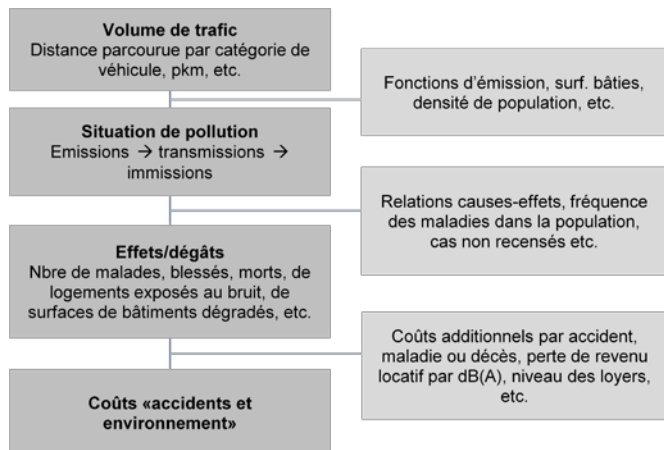 Volume de trafic
Distance parcourue par catégorie de
véhicule, pkm, etc.
Fonctions d'émission, surf. bâties,
densité de population, etc.
Situation de pollution
Emissions → transmissions →
immissions
Relations causes-effets, fréquence
des maladies dans la population,
cas non recensés etc.
Effets/dégâts
Nbre de malades, blessés, morts, de
logements exposés au bruit, de
surfaces de bâtiments dégradés, etc.
Coûts additionnels par accident,
maladie ou décès, perte de revenu
locatif par dB(A), niveau des loyers,
etc.
Coûts «accidents et
environnement»